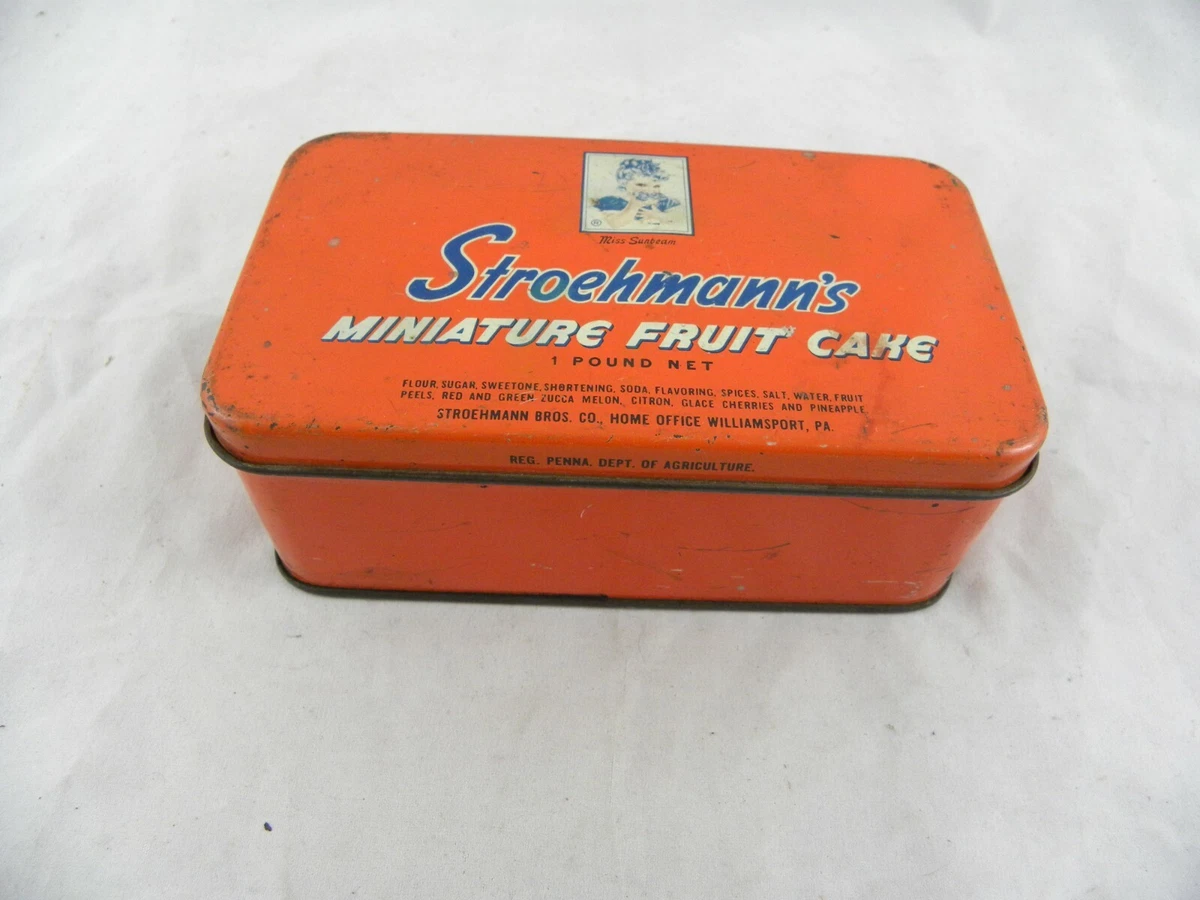 ®
Miss Sunbeam
Stroehmann's
MINIATURE FRUIT CAKE
1 POUND NET
FLOUR, SUGAR, SWEETONE, SHORTENING, SODA, FLAVORING, SPICES, SALT, WATER, FRUIT
PEELS, RED AND GREEN ZUCCA MELON, CITRON, GLACE CHERRIES AND PINEAPPLE.
STROEHMANN BROS. CO., HOME OFFICE WILLIAMSPORT, PA.
REG. PENNA. DEPT. OF AGRICULTURE.